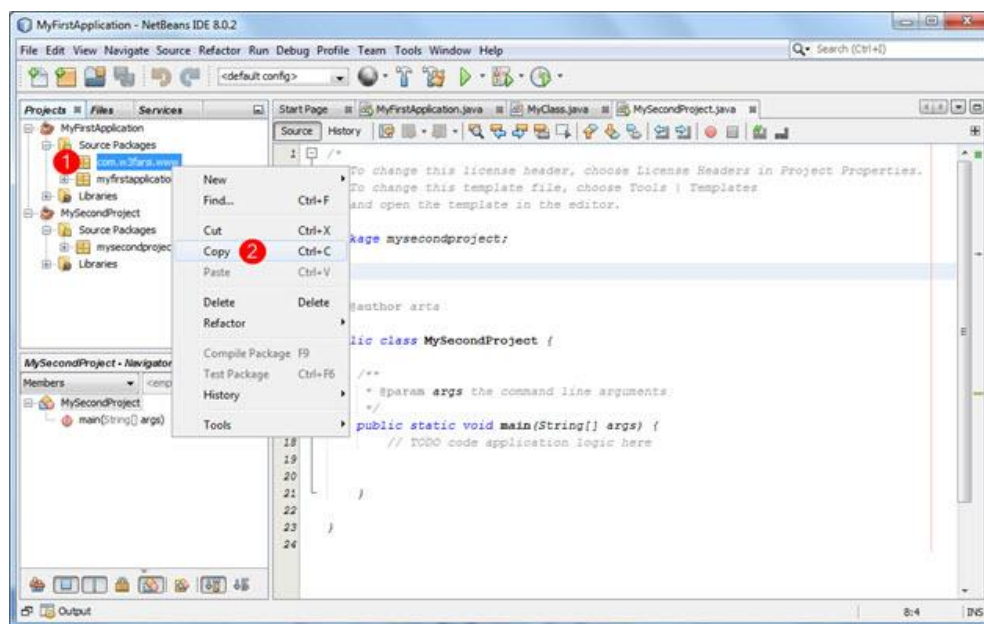 MyFirstApplication - NetBeans IDE 8.0.2
File Edit View Navigate Source Refactor Run Debug Profile Team Tools Window Help
Search (Ctrl+I)
<default config>
Projects Files Services
Start Page MyFirstApplication.java MyClass.java MySecondProject.java
Source History
MyFirstApplication
Source Packages
1 com.w3farsi.www
myfirstapplicatio
Libraries
MySecondProject
Source Packages
mysecondprojec
Libraries
New
Find... Ctrl+F
Cut Ctrl+X
Copy 2 Ctrl+C
Paste Ctrl+V
Delete Delete
Refactor
Compile Package F9
Test Package Ctrl+F6
History
Tools
1 /*
To change this license header, choose License Headers in Project Properties.
To change this template file, choose Tools | Templates
and open the template in the editor.
kage mysecondproject;
@author arts
lic class MySecondProject {
/**
* @param args the command line arguments
*/
public static void main(String[] args) {
18 // TODO code application logic here
19
20
21 }
22
23 }
24
MySecondProject - Navigator
Members <emp
MySecondProject
main(String[] args)
Output
8:4 INS